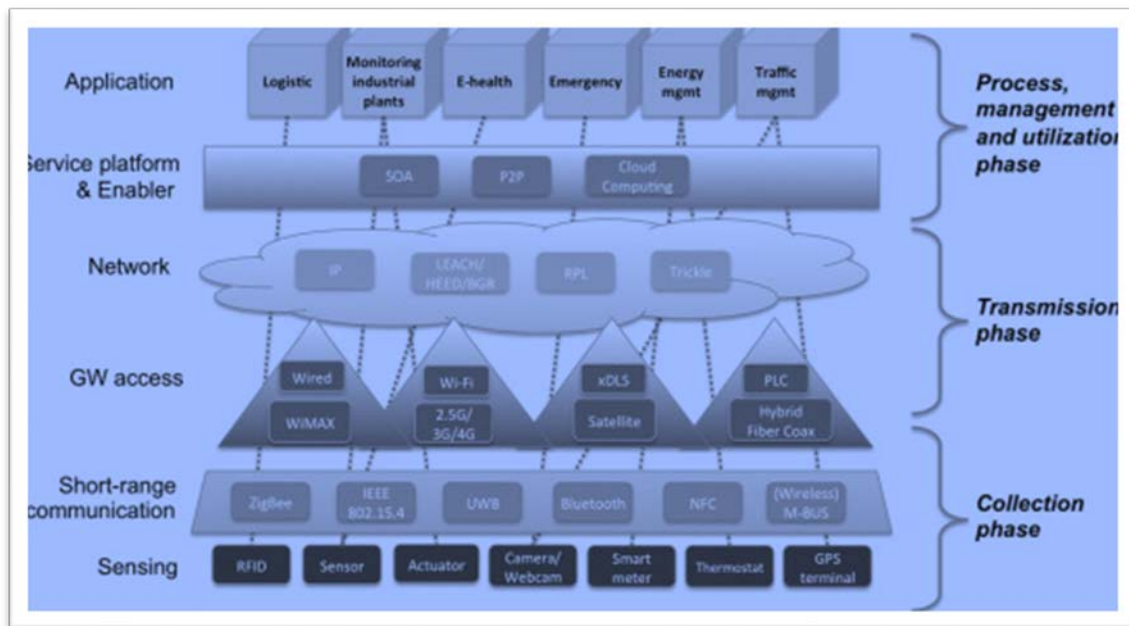 Application
Logistic
Monitoring
industrial
plants
E-health
Emergency
Energy
mgmt
Traffic
mgmt
Process,
management
and utilization
phase
Service platform
& Enabler
SOA
P2P
Cloud
Computing
Network
IP
LEACH/
HEED/BGR
RPL
Trickle
Transmission
phase
GW access
Wired
WiMAX
Wi-Fi
2.5G/
3G/4G
xDLS
Satellite
PLC
Hybrid
Fiber Coax
Short-range
communication
ZigBee
IEEE
802.15.4
UWB
Bluetooth
NFC
(Wireless)
M-BUS
Collection
phase
Sensing
RFID
Sensor
Actuator
Camera/
Webcam
Smart
meter
Thermostat
GPS
terminal